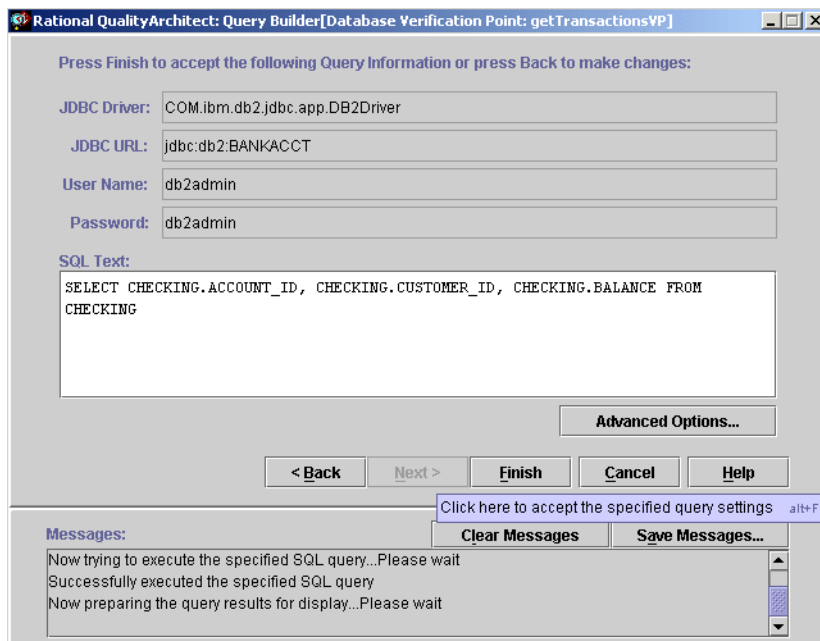 Rational QualityArchitect: Query Builder[Database Verification Point: getTransactionsVP]
Press Finish to accept the following Query Information or press Back to make changes:
JDBC Driver: COM.ibm.db2.jdbc.app.DB2Driver
JDBC URL: jdbc:db2:BANKACCT
User Name: db2admin
Password: db2admin
SQL Text:
SELECT CHECKING.ACCOUNT_ID, CHECKING.CUSTOMER_ID, CHECKING.BALANCE FROM
CHECKING
Advanced Options...
< Back Next > Finish Cancel Help
Click here to accept the specified query settings alt+F
Messages: Clear Messages Save Messages...
Now trying to execute the specified SQL query...Please wait
Successfully executed the specified SQL query
Now preparing the query results for display...Please wait